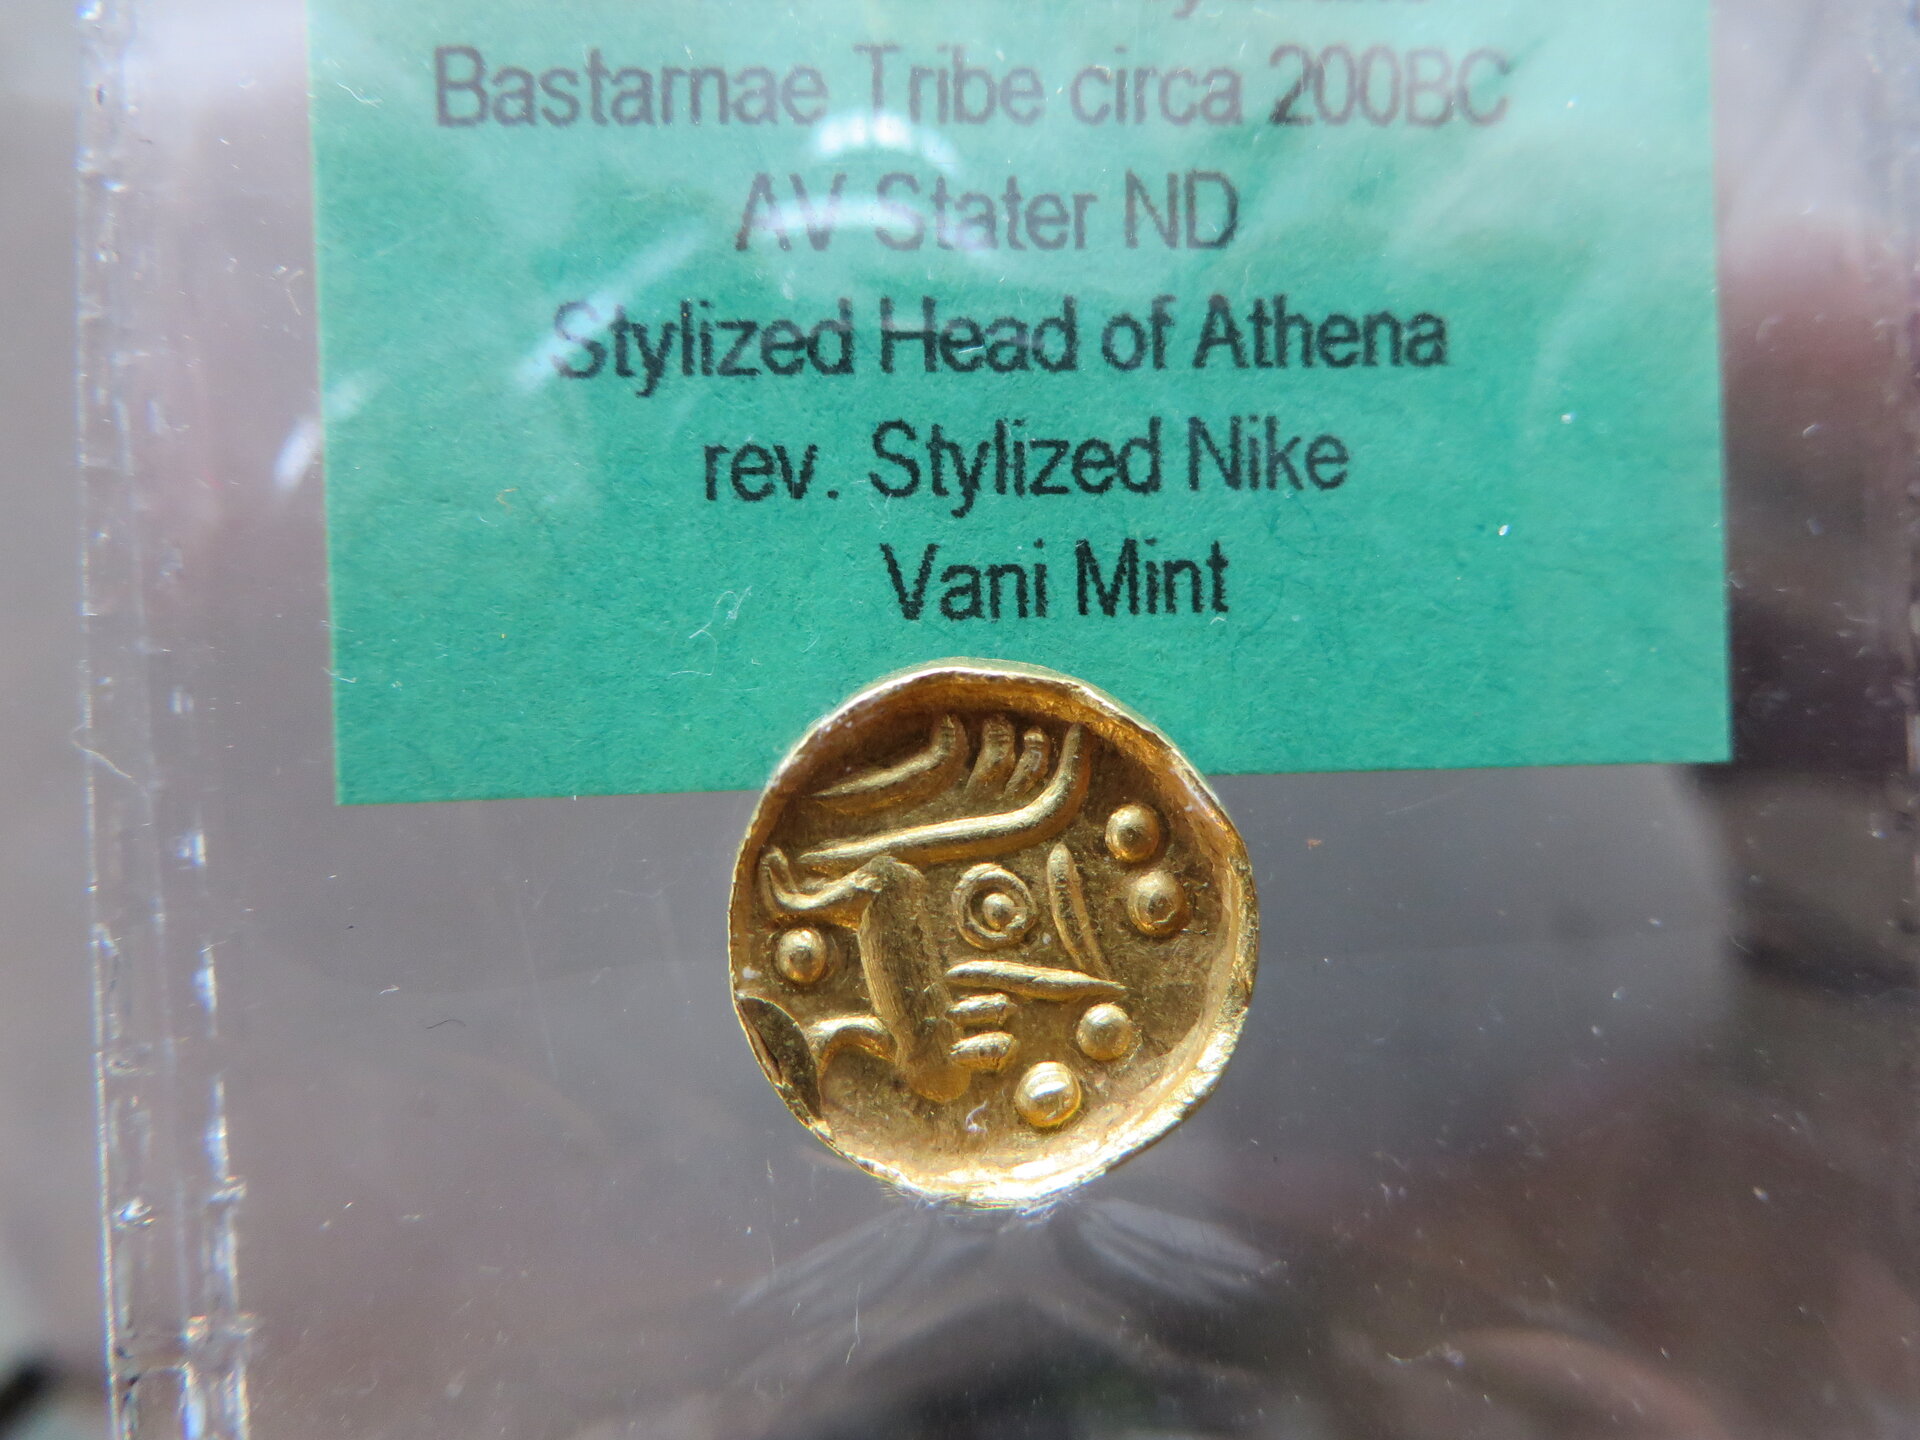 Bastarnae Tribe circa 200BC
AV Stater ND
Stylized Head of Athena
rev. Stylized Nike
Vani Mint